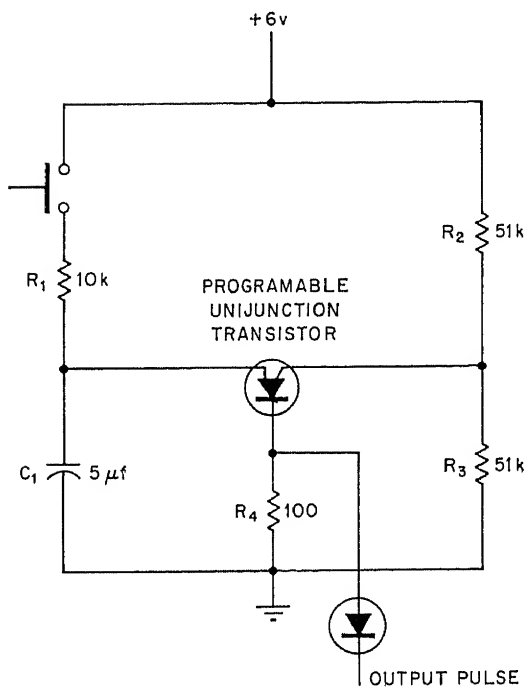 +6v
R₂ 51k
R₁ 10k
PROGRAMABLE
UNIJUNCTION
TRANSISTOR
C₁ 5 μf
R₃ 51k
R₄ 100
OUTPUT PULSE